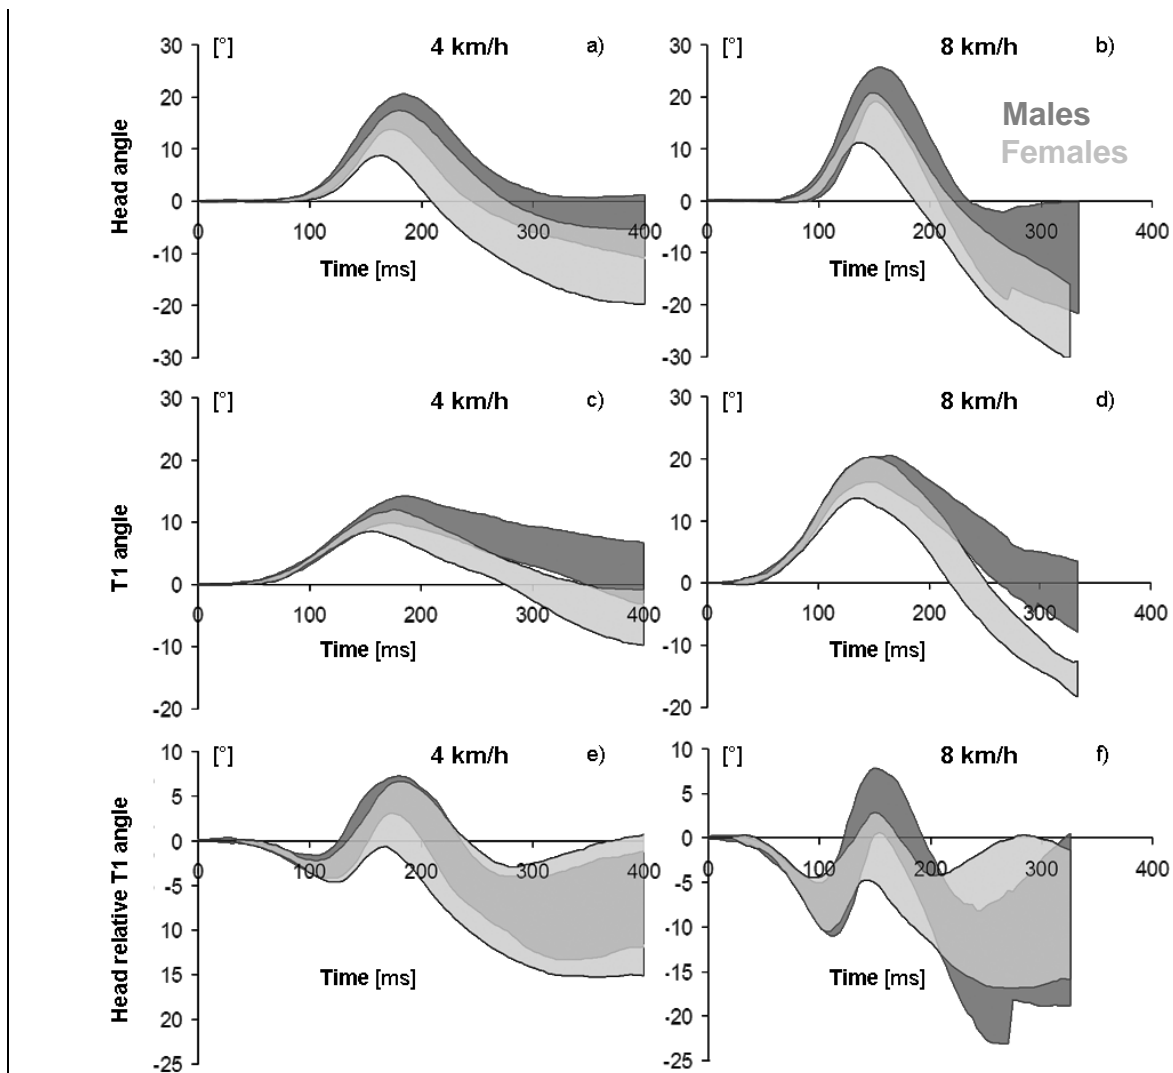 [°] 4 km/h a)
Head angle
30
20
10
0
-10
-20
-30
0 100 200 300 400
Time [ms]
[°] 8 km/h b)
Males
Females
30
20
10
0
-10
-20
-30
0 100 200 300 400
Time [ms]
[°] 4 km/h c)
T1 angle
30
20
10
0
-10
-20
0 100 200 300 400
Time [ms]
[°] 8 km/h d)
30
20
10
0
-10
-20
0 100 200 300 400
Time [ms]
[°] 4 km/h e)
Head relative T1 angle
10
5
0
-5
10
15
-20
-25
0 100 200 300 400
Time [ms]
[°] 8 km/h f)
10
5
0
-5
-10
-15
-20
-25
0 100 200 300 400
Time [ms]